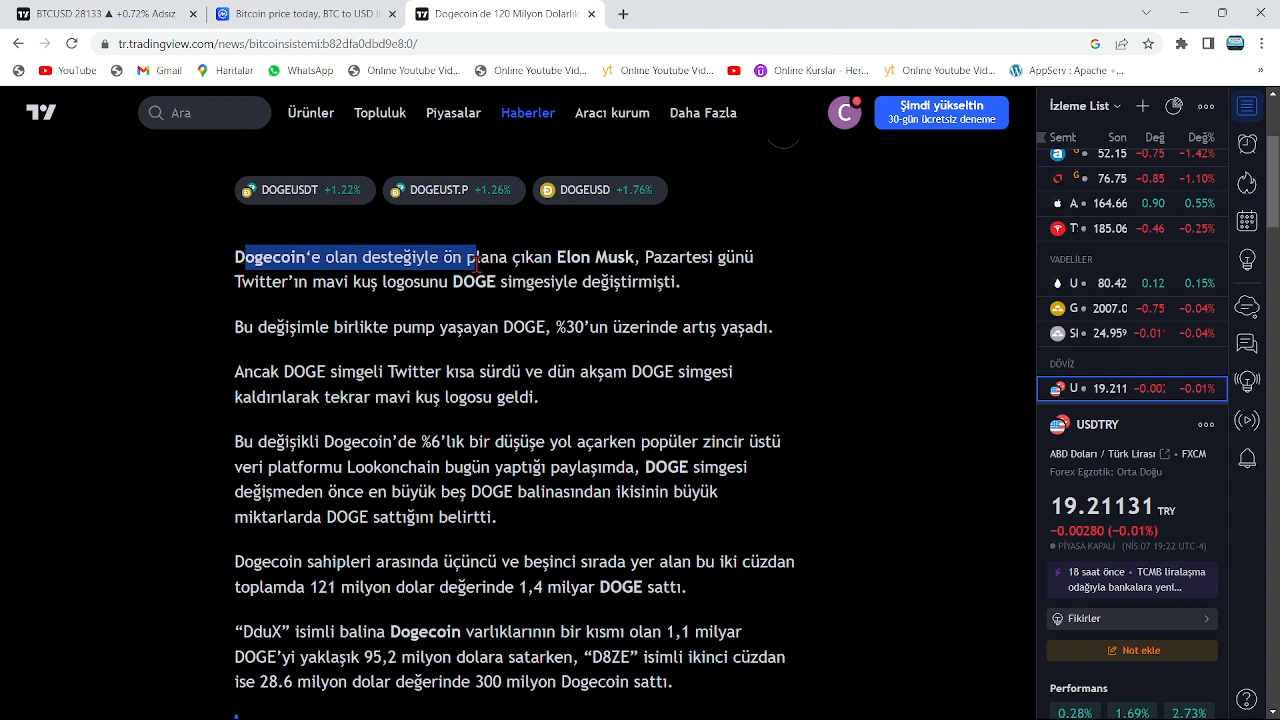 BTCUSD 28133 ▲ +0.72% Adsız
Bitcoin price today, BTC to USD li
Dogecoin'de 120 Milyon Dolarlık
tr.tradingview.com/news/bitcoinsistemi:b82dfa0dbd9e8:0/
YouTube
Gmail
Haritalar
WhatsApp
Online Youtube Vid...
Online Youtube Vid...
Online Youtube Vid...
Online Kurslar - Her...
Online Youtube Vid...
AppServ : Apache +...
»
Ara
Ürünler
Topluluk
Piyasalar
Haberler
Aracı kurum
Daha Fazla
C
Şimdi yükseltin
30-gün ücretsiz deneme
DOGEUSDT +1.22%
DOGEUST.P +1.26%
DOGEUSD +1.76%
Dogecoin'e olan desteğiyle ön plana çıkan Elon Musk, Pazartesi günü
Twitter'ın mavi kuş logosunu DOGE simgesiyle değiştirmişti.
Bu değişimle birlikte pump yaşayan DOGE, %30'un üzerinde artış yaşadı.
Ancak DOGE simgeli Twitter kısa sürdü ve dün akşam DOGE simgesi
kaldırılarak tekrar mavi kuş logosu geldi.
Bu değişikli Dogecoin'de %6'lık bir düşüşe yol açarken popüler zincir üstü
veri platformu Lookonchain bugün yaptığı paylaşımda, DOGE simgesi
değişmeden önce en büyük beş DOGE balinasından ikisinin büyük
miktarlarda DOGE sattığını belirtti.
Dogecoin sahipleri arasında üçüncü ve beşinci sırada yer alan bu iki cüzdan
toplamda 121 milyon dolar değerinde 1,4 milyar DOGE sattı.
“DduX” isimli balina Dogecoin varlıklarının bir kısmı olan 1,1 milyar
DOGE'yi yaklaşık 95,2 milyon dolara satarken, “D8ZE” isimli ikinci cüzdan
ise 28.6 milyon dolar değerinde 300 milyon Dogecoin sattı.
İzleme List
Semt Son Değ Değ%
G 52.15 −0.75 −1.42%
G 76.75 −0.85 −1.10%
A 164.66 0.90 0.55%
T 185.06 −0.46 −0.25%
VADELİLER
U 80.42 0.12 0.15%
G 2007.0 −0.75 −0.04%
SI 24.959 −0.01 −0.04%
DÖVİZ
U 19.211 −0.00 −0.01%
USDTRY
ABD Doları / Türk Lirası • FXCM
Forex Egzotik: Orta Doğu
19.21131 TRY
−0.00280 (−0.01%)
PİYASA KAPALI (NİS 07 19:22 UTC-4)
18 saat önce • TCMB liralaşma
odağıyla bankalara yeni...
Fikirler
Not ekle
Performans
0.28% 1.69% 2.73%